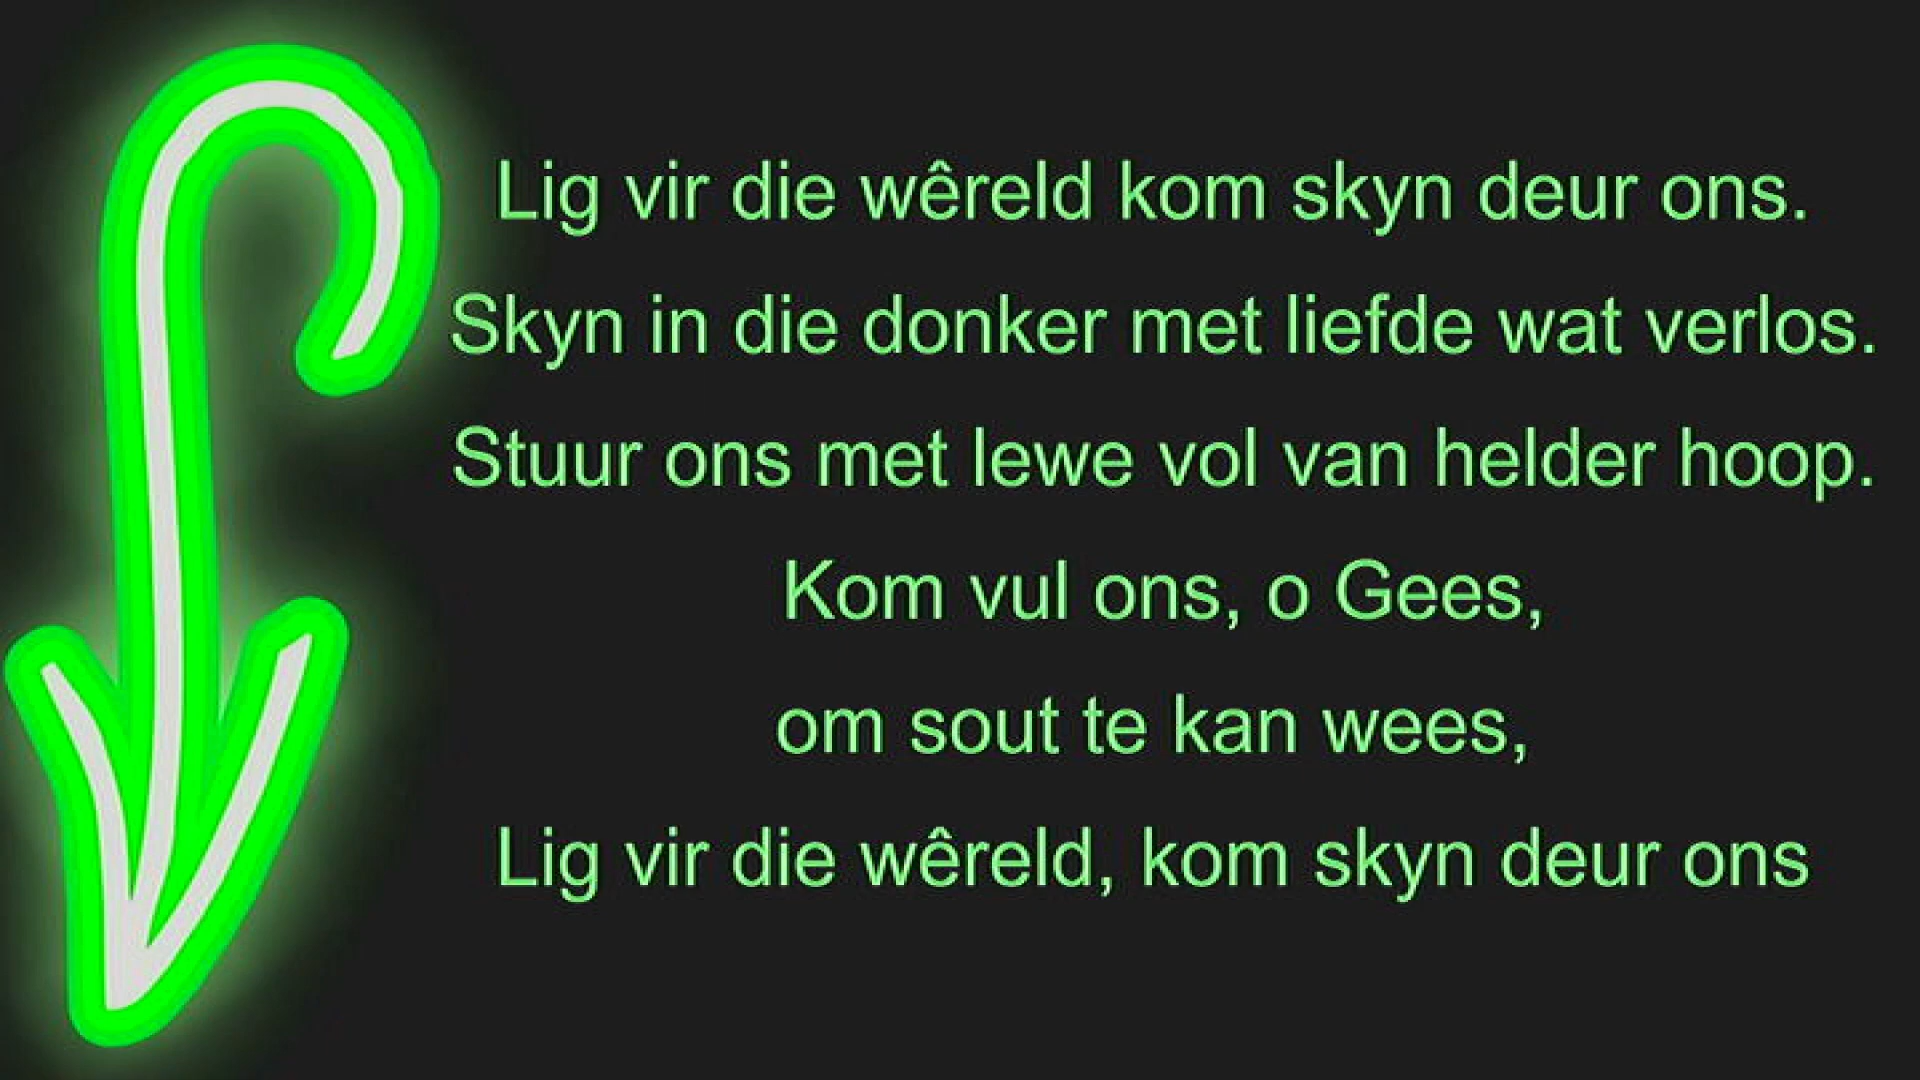 Lig vir die wêreld kom skyn deur ons.
Skyn in die donker met liefde wat verlos.
Stuur ons met lewe vol van helder hoop.
Kom vul ons, o Gees,
om sout te kan wees,
Lig vir die wêreld, kom skyn deur ons